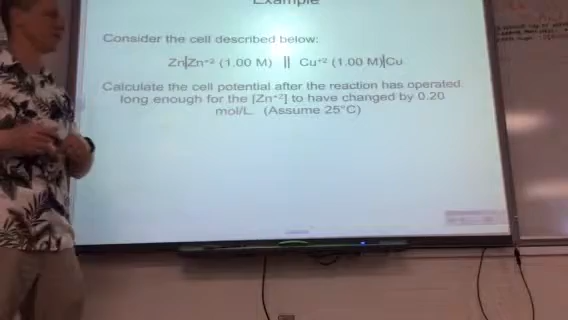 Example
Consider the cell described below:
Zn|Zn⁺² (1.00 M) || Cu⁺² (1.00 M)|Cu
Calculate the cell potential after the reaction has operated
long enough for the [Zn⁺²] to have changed by 0.20
mol/L. (Assume 25°C)